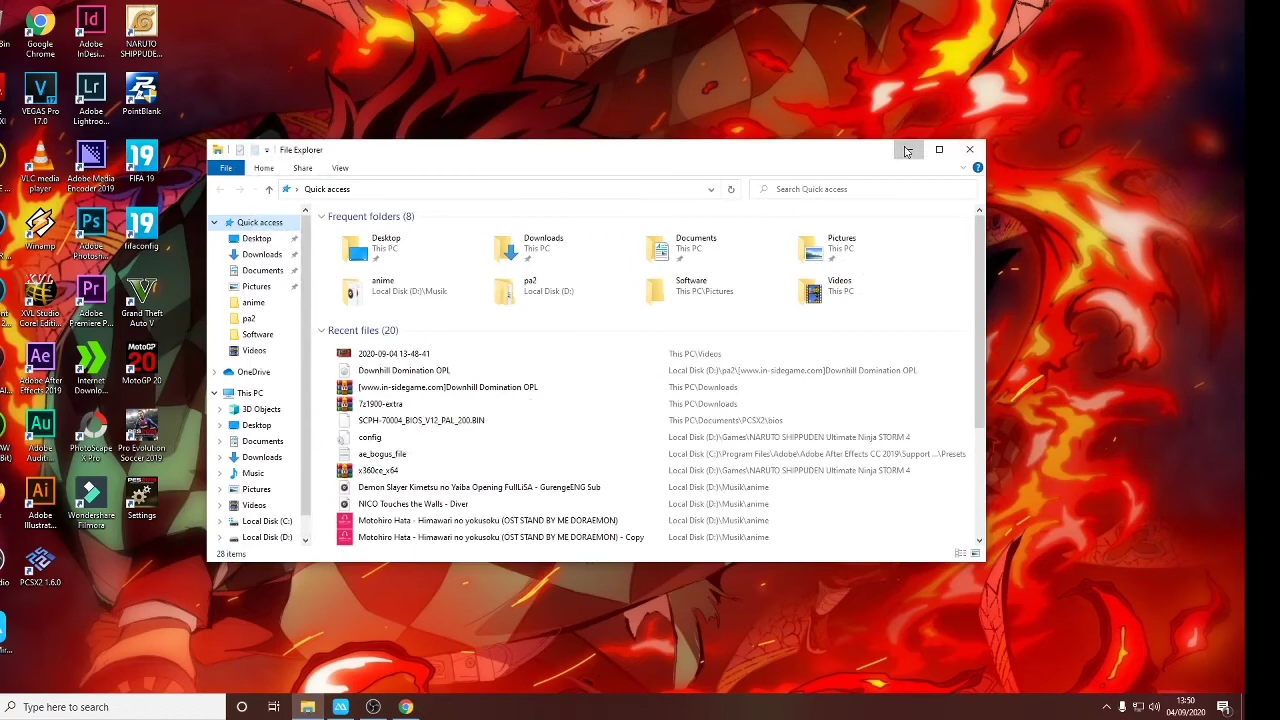 Bin
Google
Chrome
Adobe
InDesi...
NARUTO
SHIPPUDE...
XI
VEGAS Pro
17.0
Adobe
Lightroo...
PointBlank
VLC media
player
Adobe Media
Encoder 2019
FIFA 19
Winamp
Adobe
Photosh...
fifaconfig
XVL Studio
Corel Editi...
Adobe
Premiere P...
Grand Theft
Auto V
Adobe After
Effects 2019
Internet
Downlo...
MotoGP 20
Adobe
Audit...
PhotoScape
X Pro
Pro Evolution
Soccer 2019
Adobe
Illustrat...
Wondershare
Filmora
Settings
PCSX2 1.6.0
File Explorer
File
Home
Share
View
Quick access
Search Quick access
Quick access
Desktop
Downloads
Documents
Pictures
anime
pa2
Software
Videos
OneDrive
This PC
3D Objects
Desktop
Documents
Downloads
Music
Pictures
Videos
Local Disk (C:)
Local Disk (D:)
Frequent folders (8)
Desktop
This PC
Downloads
This PC
Documents
This PC
Pictures
This PC
anime
Local Disk (D:)\Musik
pa2
Local Disk (D:)
Software
This PC\Pictures
Videos
This PC
Recent files (20)
2020-09-04 13-48-41 This PC\Videos
Downhill Domination OPL Local Disk (D:)\pa2\[www.in-sidegame.com]Downhill Domination OPL
[www.in-sidegame.com]Downhill Domination OPL This PC\Downloads
7z1900-extra This PC\Downloads
SCPH-70004_BIOS_V12_PAL_200.BIN This PC\Documents\PCSX2\bios
config Local Disk (D:)\Games\NARUTO SHIPPUDEN Ultimate Ninja STORM 4
ae_bogus_file Local Disk (C:)\Program Files\Adobe\Adobe After Effects CC 2019\Support ...\Presets
x360ce_x64 Local Disk (D:)\Games\NARUTO SHIPPUDEN Ultimate Ninja STORM 4
Demon Slayer Kimetsu no Yaiba Opening FullLiSA - GurengeENG Sub Local Disk (D:)\Musik\anime
NICO Touches the Walls - Diver Local Disk (D:)\Musik\anime
Motohiro Hata - Himawari no yokusoku (OST STAND BY ME DORAEMON) Local Disk (D:)\Musik\anime
Motohiro Hata - Himawari no yokusoku (OST STAND BY ME DORAEMON) - Copy Local Disk (D:)\Musik\anime
28 items
Type here to search
13:50
04/09/2020